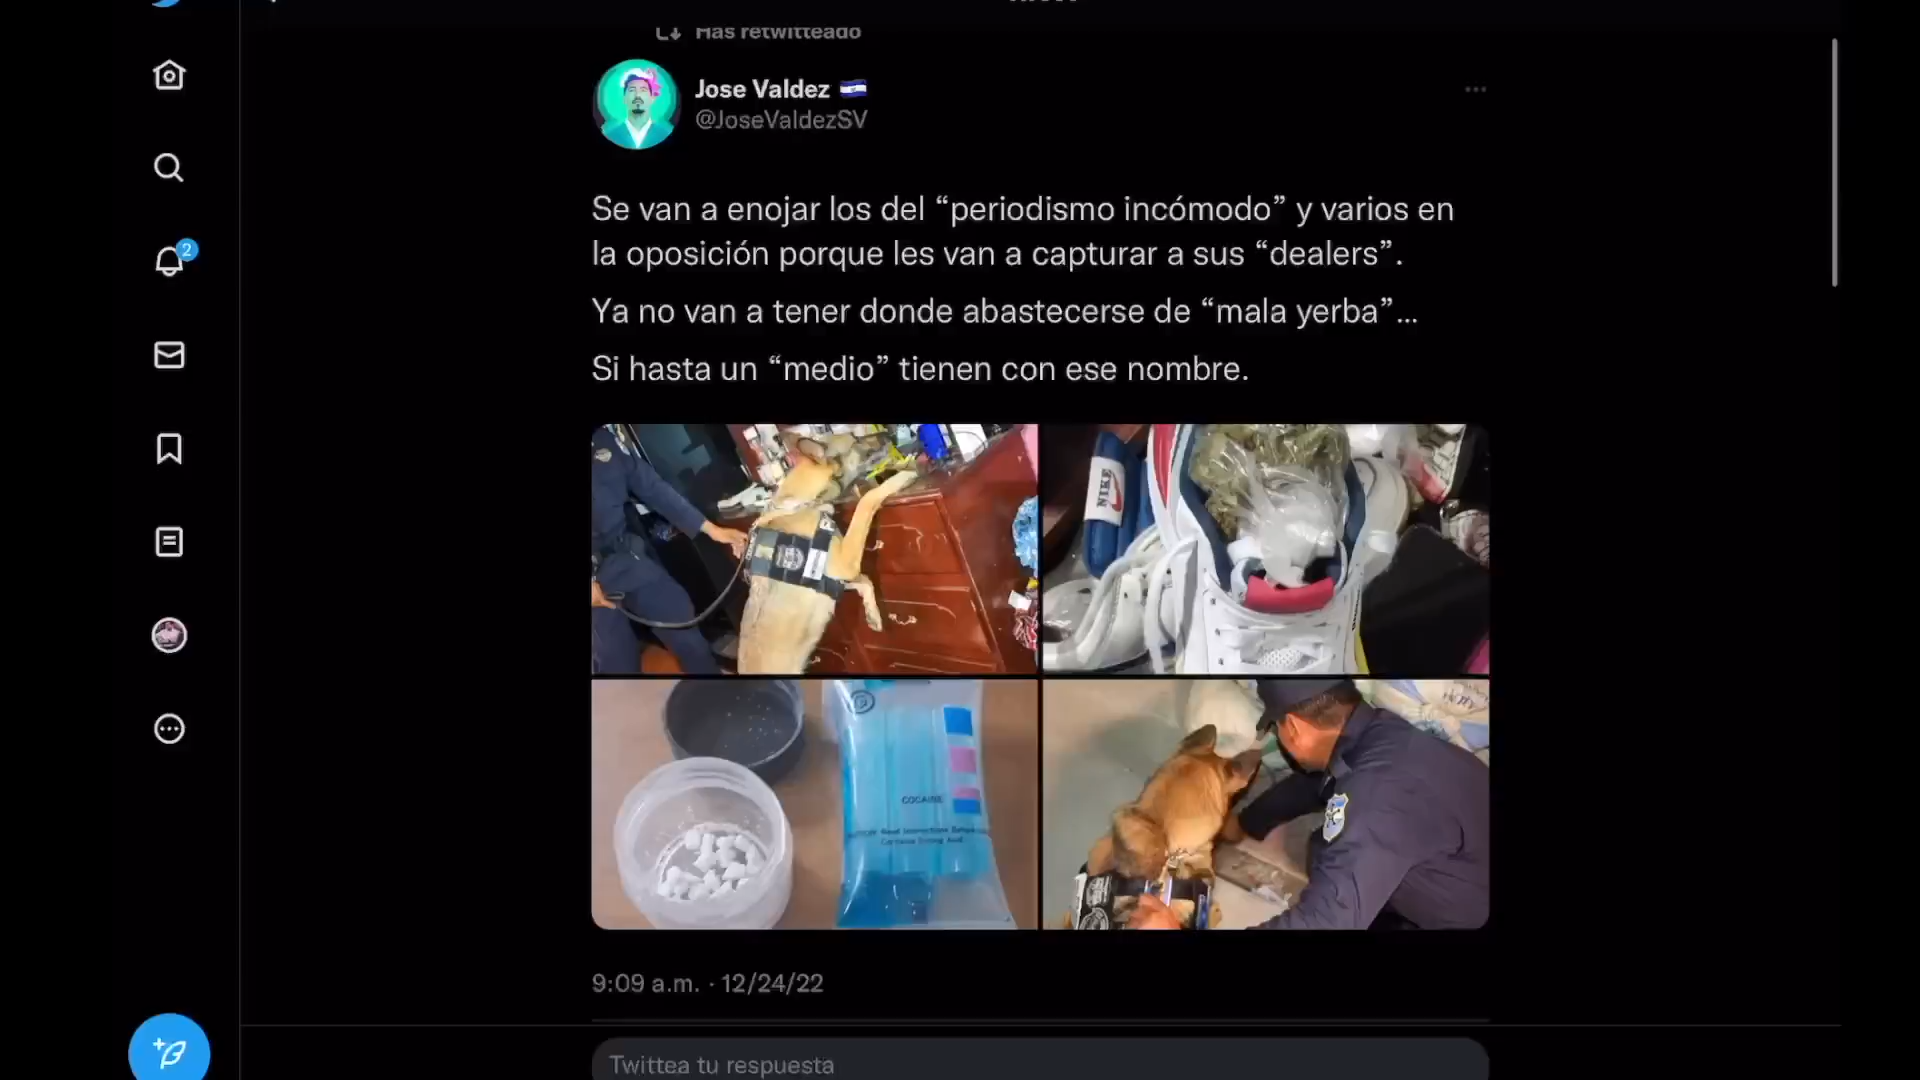 Has retwitteado
Jose Valdez
@JoseValdezSV
Se van a enojar los del “periodismo incómodo” y varios en
la oposición porque les van a capturar a sus “dealers”.
Ya no van a tener donde abastecerse de “mala yerba”...
Si hasta un “medio” tienen con ese nombre.
NIKE
COCAINE
9:09 a.m. · 12/24/22
2
Twittea tu respuesta